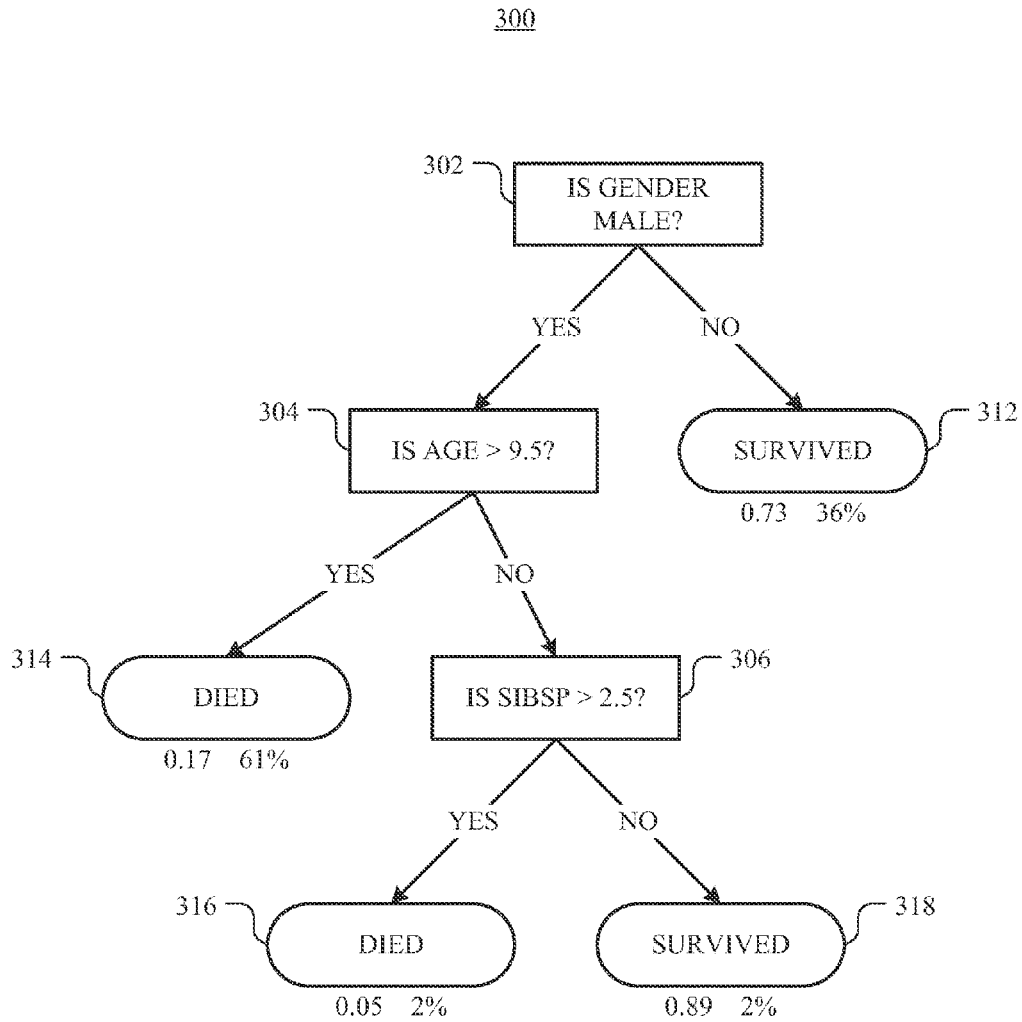 300
302
IS GENDER
MALE?
YES
NO
304
IS AGE > 9.5?
312
SURVIVED
0.73 36%
YES
NO
314
DIED
0.17 61%
306
IS SIBSP > 2.5?
YES
NO
316
DIED
0.05 2%
318
SURVIVED
0.89 2%